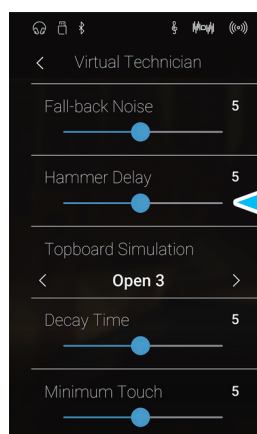 Virtual Technician
Fall-back Noise 5
Hammer Delay 5
Topboard Simulation
Open 3
Decay Time 5
Minimum Touch 5